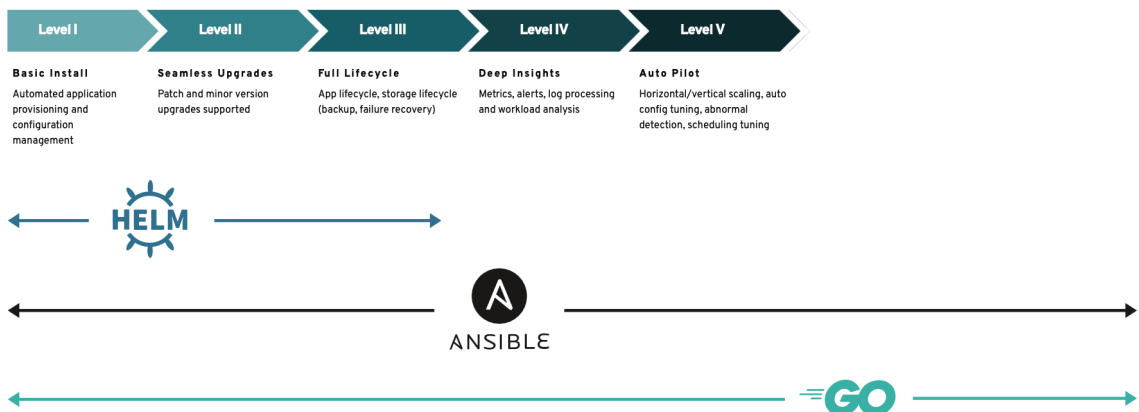 Level I
Level II
Level III
Level IV
Level V
Basic Install
Automated application
provisioning and
configuration
management
Seamless Upgrades
Patch and minor version
upgrades supported
Full Lifecycle
App lifecycle, storage lifecycle
(backup, failure recovery)
Deep Insights
Metrics, alerts, log processing
and workload analysis
Auto Pilot
Horizontal/vertical scaling, auto
config tuning, abnormal
detection, scheduling tuning
HELM
A
ANSIBLE
GO